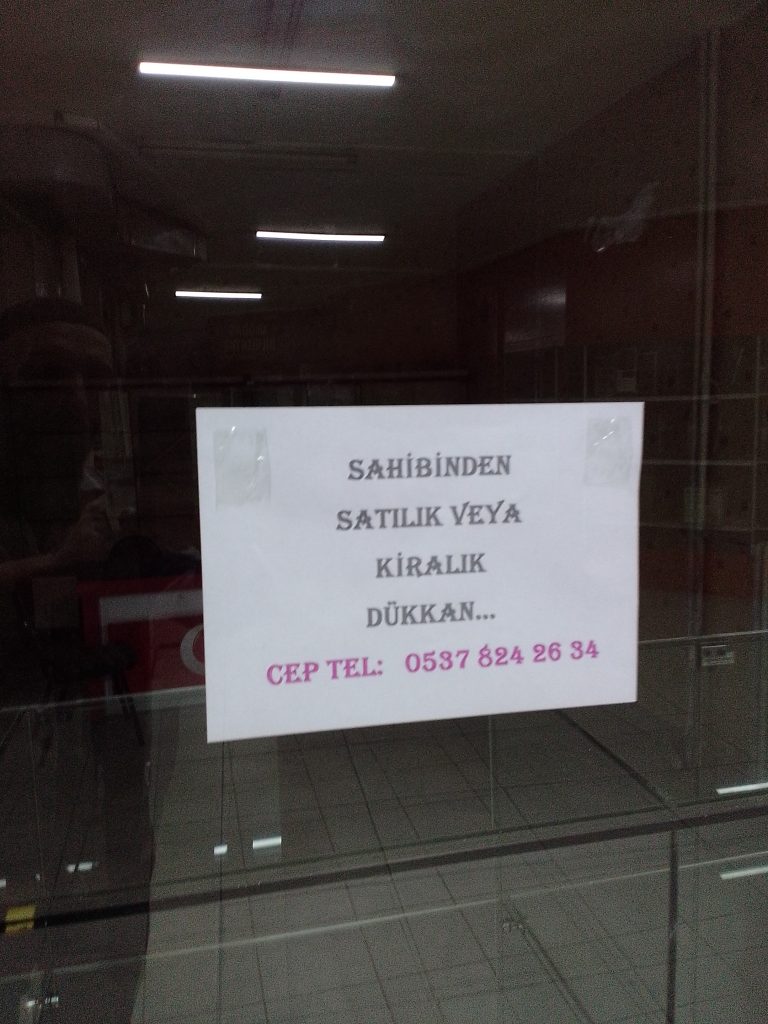 SAHİBİNDEN
SATILIK VEYA
KİRALIK
DÜKKAN...
CEP TEL: 0537 824 26 34